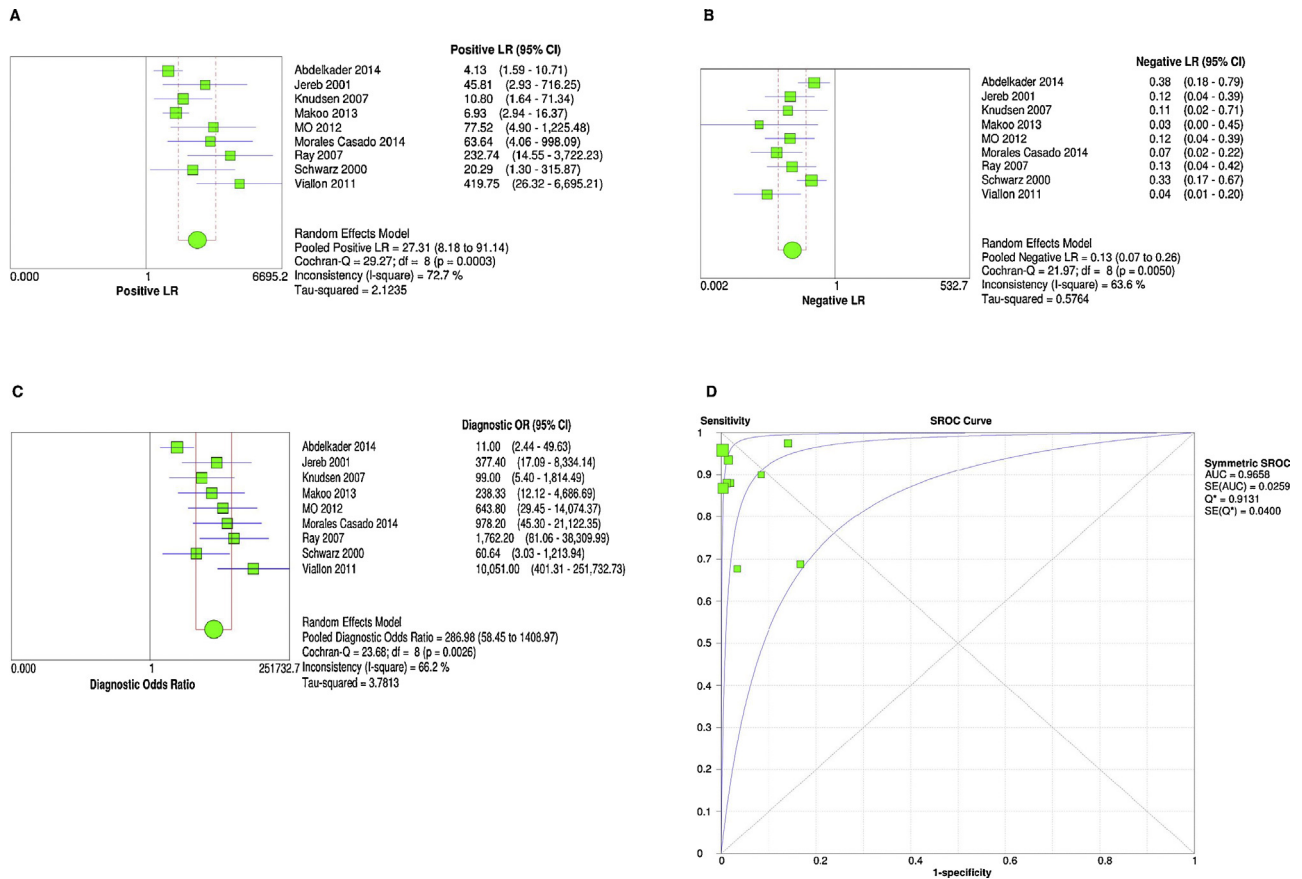 A
Positive LR (95% CI)
Abdelkader 2014 4.13 (1.59 - 10.71)
Jereb 2001 45.81 (2.93 - 716.25)
Knudsen 2007 10.80 (1.64 - 71.34)
Makoo 2013 6.93 (2.94 - 16.37)
MO 2012 77.52 (4.90 - 1,225.48)
Morales Casado 2014 63.64 (4.06 - 998.09)
Ray 2007 232.74 (14.55 - 3,722.23)
Schwarz 2000 20.29 (1.30 - 315.87)
Viallon 2011 419.75 (26.32 - 6,695.21)
Random Effects Model
Pooled Positive LR = 27.31 (8.18 to 91.14)
Cochran-Q = 29.27; df = 8 (p = 0.0003)
Inconsistency (I-square) = 72.7 %
Tau-squared = 2.1235
0.000 1 6695.2
Positive LR
B
Negative LR (95% CI)
Abdelkader 2014 0.38 (0.18 - 0.79)
Jereb 2001 0.12 (0.04 - 0.39)
Knudsen 2007 0.11 (0.02 - 0.71)
Makoo 2013 0.03 (0.00 - 0.45)
MO 2012 0.12 (0.04 - 0.39)
Morales Casado 2014 0.07 (0.02 - 0.22)
Ray 2007 0.13 (0.04 - 0.42)
Schwarz 2000 0.33 (0.17 - 0.67)
Viallon 2011 0.04 (0.01 - 0.20)
Random Effects Model
Pooled Negative LR = 0.13 (0.07 to 0.26)
Cochran-Q = 21.97; df = 8 (p = 0.0050)
Inconsistency (I-square) = 63.6 %
Tau-squared = 0.5764
0.002 1 532.7
Negative LR
C
Diagnostic OR (95% CI)
Abdelkader 2014 11.00 (2.44 - 49.63)
Jereb 2001 377.40 (17.09 - 8,334.14)
Knudsen 2007 99.00 (5.40 - 1,814.49)
Makoo 2013 238.33 (12.12 - 4,686.69)
MO 2012 643.80 (29.45 - 14,074.37)
Morales Casado 2014 978.20 (45.30 - 21,122.35)
Ray 2007 1,762.20 (81.06 - 38,309.99)
Schwarz 2000 60.64 (3.03 - 1,213.94)
Viallon 2011 10,051.00 (401.31 - 251,732.73)
Random Effects Model
Pooled Diagnostic Odds Ratio = 286.98 (58.45 to 1408.97)
Cochran-Q = 23.68; df = 8 (p = 0.0026)
Inconsistency (I-square) = 66.2 %
Tau-squared = 3.7813
0.000 1 251732.7
Diagnostic Odds Ratio
D
Sensitivity SROC Curve
1
0.9
0.8
0.7
0.6
0.5
0.4
0.3
0.2
0.1
0
Symmetric SROC
AUC = 0.9658
SE(AUC) = 0.0259
Q* = 0.9131
SE(Q*) = 0.0400
0 0.2 0.4 0.6 0.8 1
1-specificity